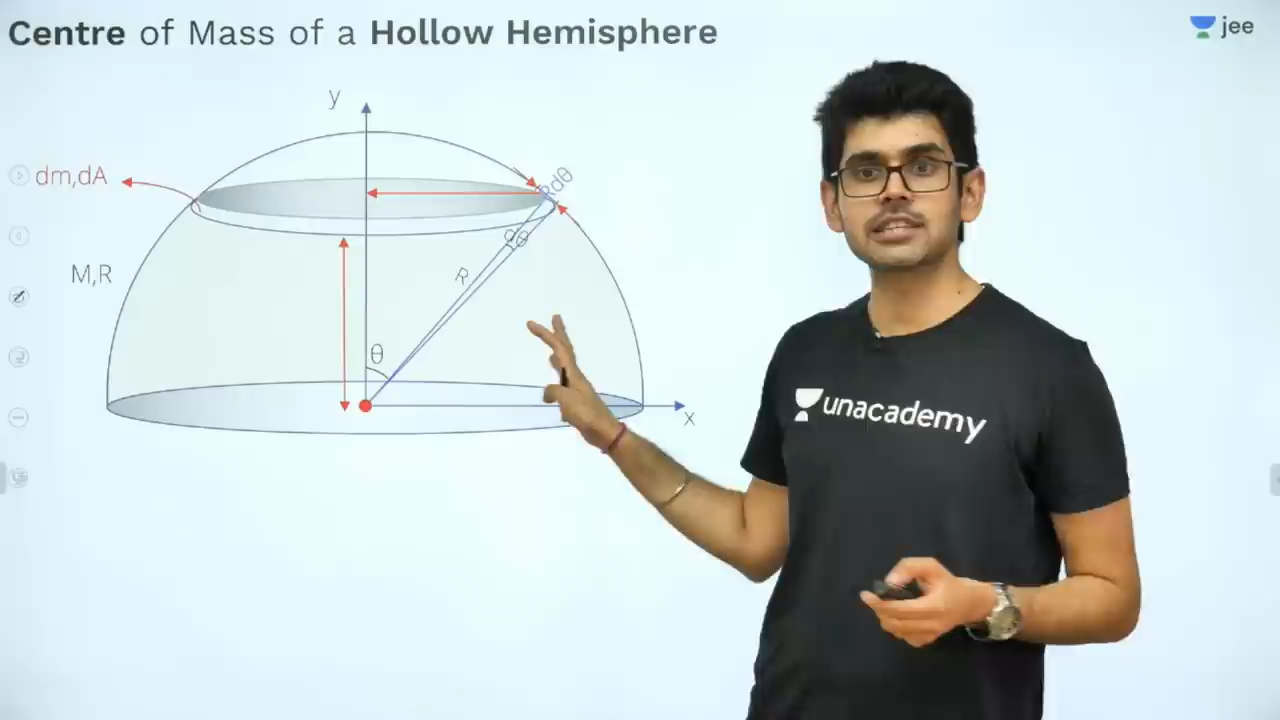 Centre of Mass of a Hollow Hemisphere
jee
y
dm,dA
Rdθ
dθ
M,R
R
θ
x
unacademy